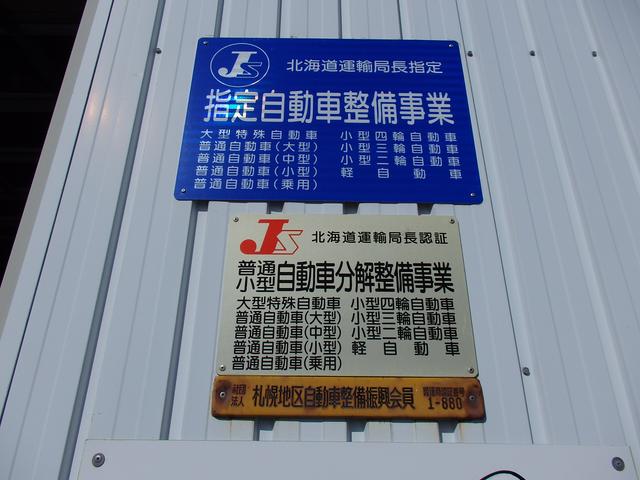 JS 北海道運輸局長指定
指定自動車整備事業
大型特殊自動車 小型四輪自動車
普通自動車(大型) 小型三輪自動車
普通自動車(中型) 小型二輪自動車
普通自動車(小型) 軽自動車
普通自動車(乗用)
JS 北海道運輸局長認証
普通小型自動車分解整備事業
大型特殊自動車 小型四輪自動車
普通自動車(大型) 小型三輪自動車
普通自動車(中型) 小型二輪自動車
普通自動車(小型) 軽自動車
普通自動車(乗用)
社団法人 札幌地区自動車整備振興会員
1-880